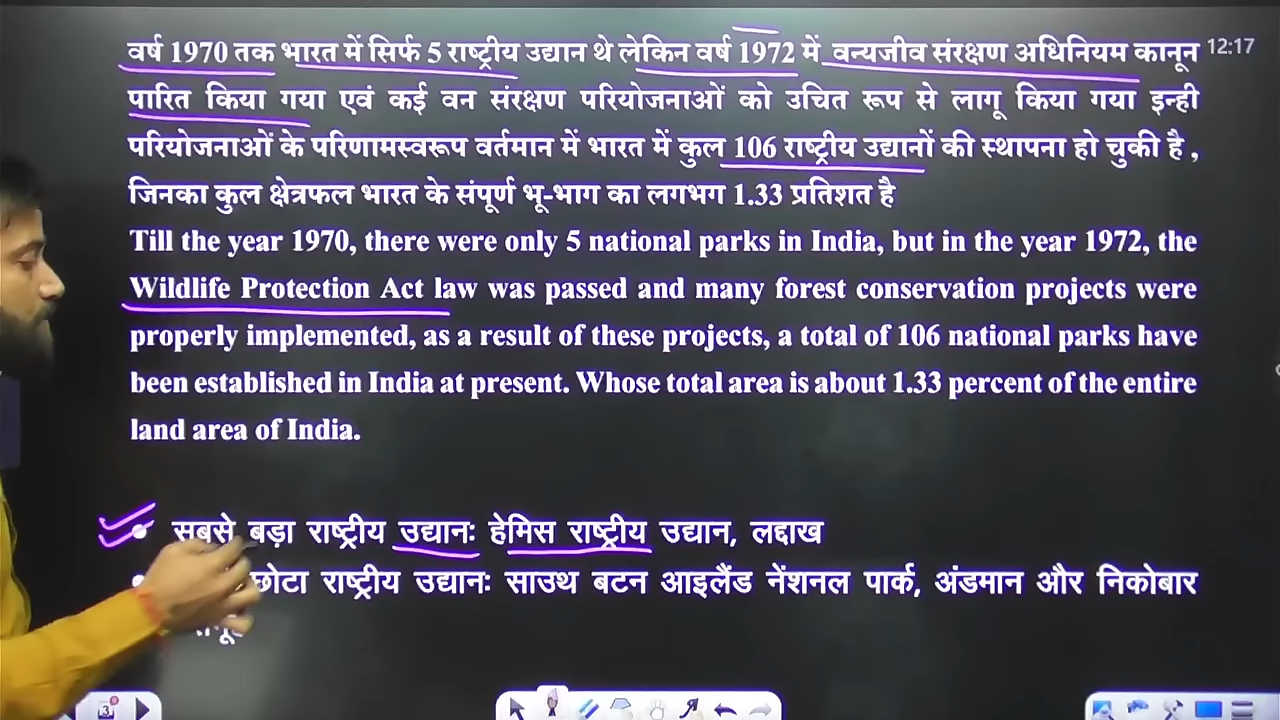 वर्ष 1970 तक भारत में सिर्फ 5 राष्ट्रीय उद्यान थे लेकिन वर्ष 1972 में वन्यजीव संरक्षण अधिनियम कानून
12:17
पारित किया गया एवं कई वन संरक्षण परियोजनाओं को उचित रूप से लागू किया गया इन्ही
परियोजनाओं के परिणामस्वरूप वर्तमान में भारत में कुल 106 राष्ट्रीय उद्यानों की स्थापना हो चुकी है ,
जिनका कुल क्षेत्रफल भारत के संपूर्ण भू-भाग का लगभग 1.33 प्रतिशत है
Till the year 1970, there were only 5 national parks in India, but in the year 1972, the
Wildlife Protection Act law was passed and many forest conservation projects were
properly implemented, as a result of these projects, a total of 106 national parks have
been established in India at present. Whose total area is about 1.33 percent of the entire
land area of India.
सबसे बड़ा राष्ट्रीय उद्यानः हेमिस राष्ट्रीय उद्यान, लद्दाख
छोटा राष्ट्रीय उद्यानः साउथ बटन आइलैंड नेंशनल पार्क, अंडमान और निकोबार
3